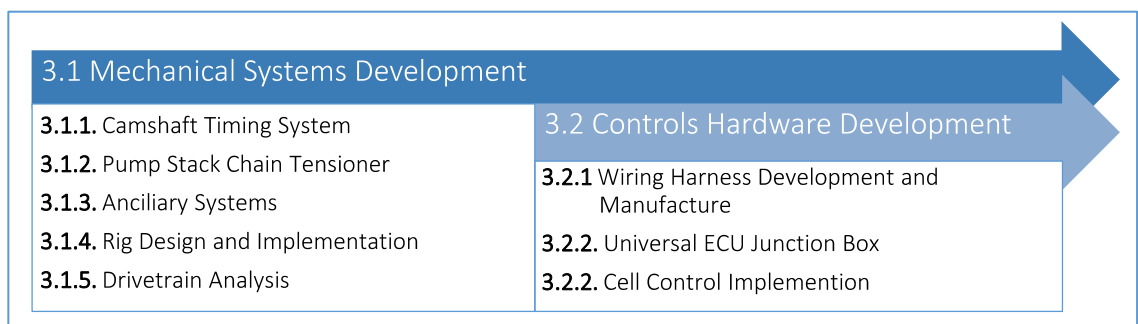 3.1 Mechanical Systems Development
3.1.1. Camshaft Timing System
3.1.2. Pump Stack Chain Tensioner
3.1.3. Anciliary Systems
3.1.4. Rig Design and Implementation
3.1.5. Drivetrain Analysis
3.2 Controls Hardware Development
3.2.1 Wiring Harness Development and
Manufacture
3.2.2. Universal ECU Junction Box
3.2.2. Cell Control Implemention